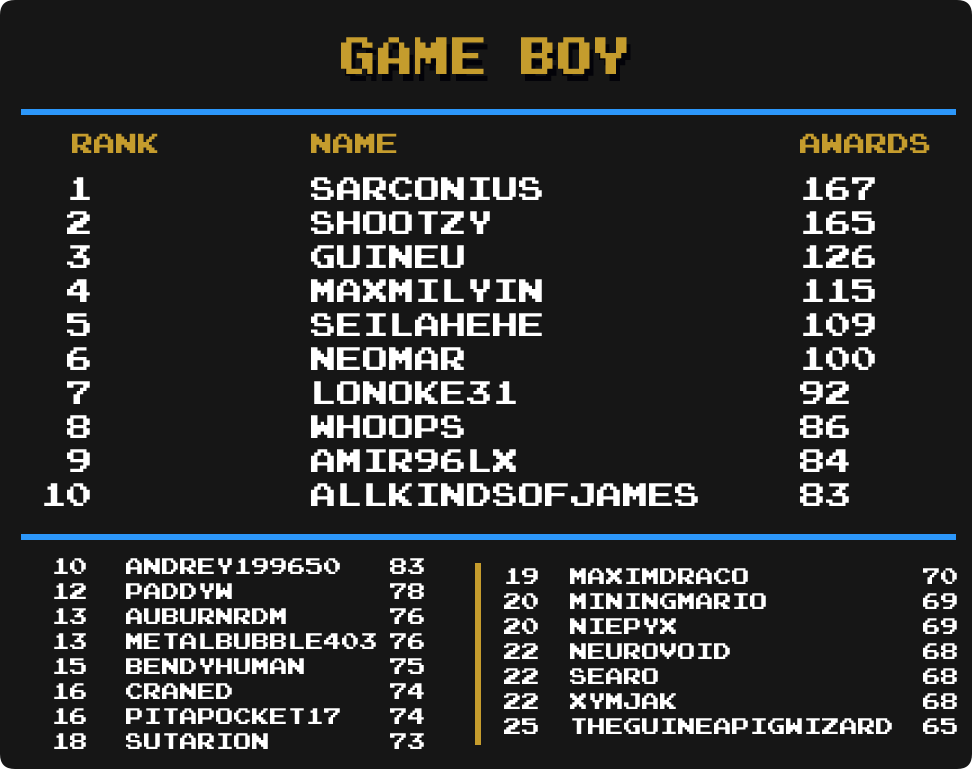 GAME BOY
RANK NAME AWARDS
1 SARCONIUS 167
2 SHOOTZY 165
3 GUINEU 126
4 MAXMILYIN 115
5 SEILAHEHE 109
6 NEOMAR 100
7 LONOKE31 92
8 WHOOPS 86
9 AMIR96LX 84
10 ALLKINDSOFJAMES 83
10 ANDREY199650 83
12 PADDYW 78
13 AUBURNRDM 76
13 METALBUBBLE403 76
15 BENDYHUMAN 75
16 CRANED 74
16 PITAPOCKET17 74
18 SUTARION 73
19 MAXIMDRACO 70
20 MININGMARIO 69
20 NIEPYX 69
22 NEUROVOID 68
22 SEARO 68
22 XYMJAK 68
25 THEGUINEAPIGWIZARD 65